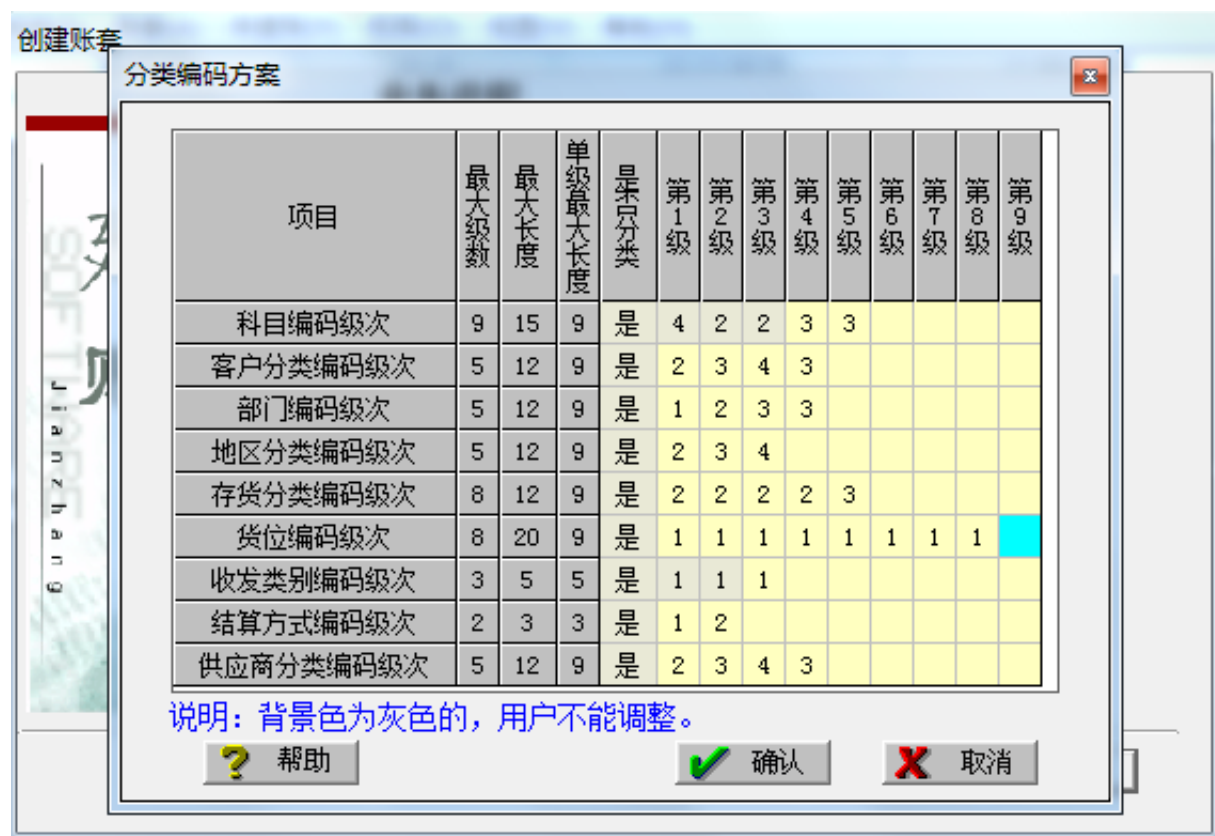 创建账套
分类编码方案
项目 最大级数 最大长度 单级最大长度 是否分类 第1级 第2级 第3级 第4级 第5级 第6级 第7级 第8级 第9级
科目编码级次 9 15 9 是 4 2 2 3 3
客户分类编码级次 5 12 9 是 2 3 4 3
部门编码级次 5 12 9 是 1 2 3 3
地区分类编码级次 5 12 9 是 2 3 4
存货分类编码级次 8 12 9 是 2 2 2 2 3
货位编码级次 8 20 9 是 1 1 1 1 1 1 1 1
收发类别编码级次 3 5 5 是 1 1 1
结算方式编码级次 2 3 3 是 1 2
供应商分类编码级次 5 12 9 是 2 3 4 3
说明：背景色为灰色的，用户不能调整。
? 帮助 确认 取消
Jianzhang